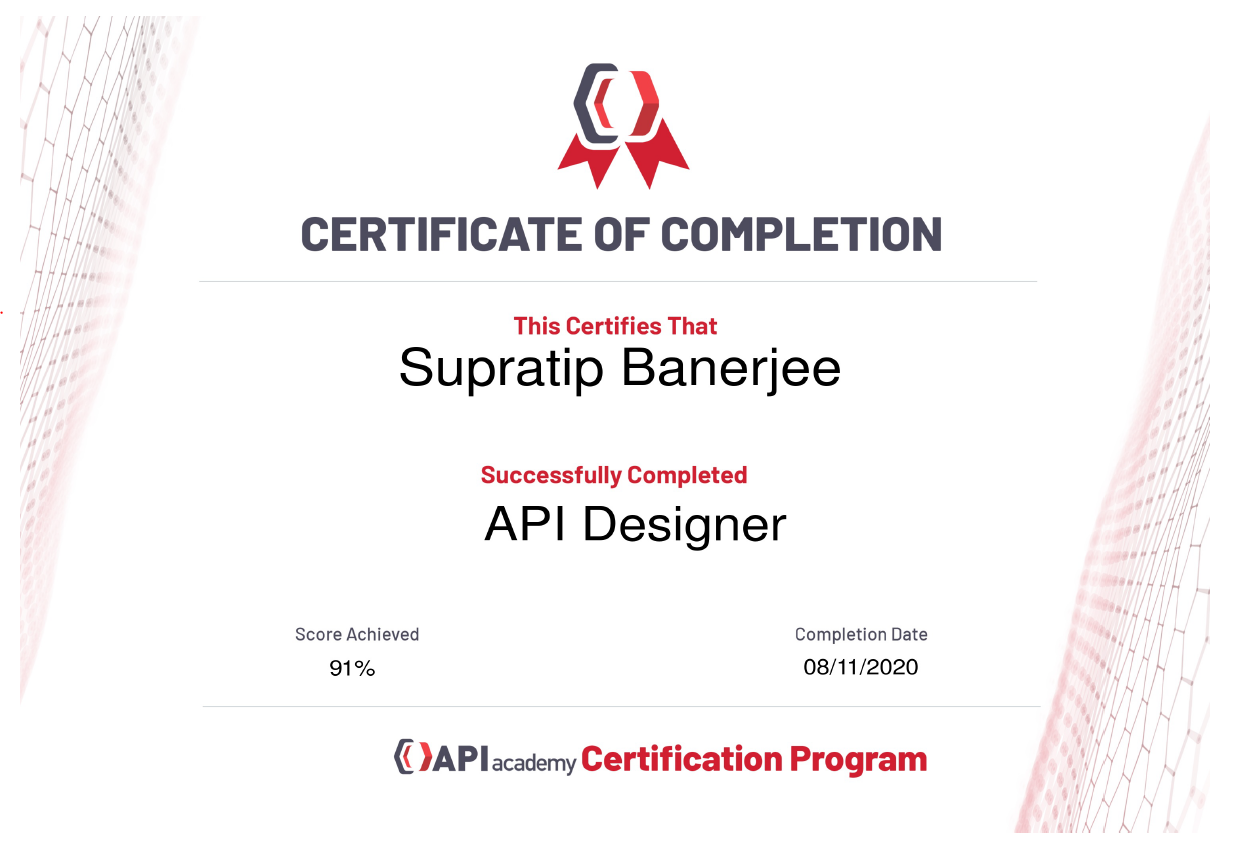 CERTIFICATE OF COMPLETION
This Certifies That
Supratip Banerjee
Successfully Completed
API Designer
Score Achieved
91%
Completion Date
08/11/2020
API academy Certification Program